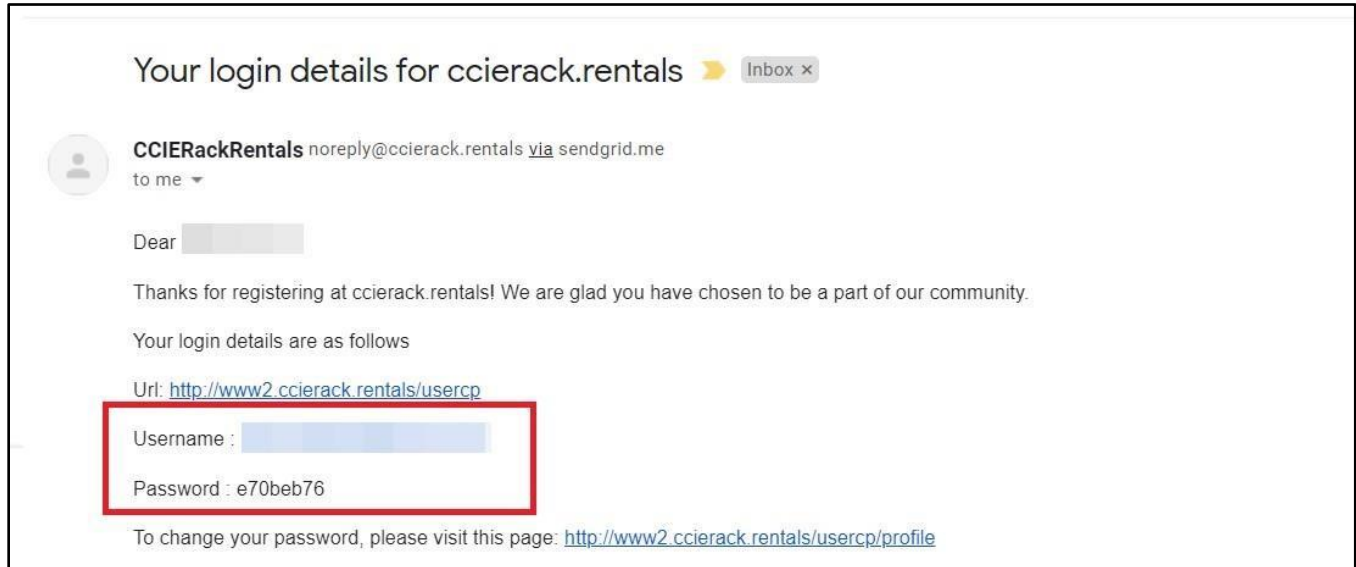 Your login details for ccierack.rentals Inbox ×
CCIERackRentals noreply@ccierack.rentals via sendgrid.me
to me
Dear
Thanks for registering at ccierack.rentals! We are glad you have chosen to be a part of our community.
Your login details are as follows
Url: http://www2.ccierack.rentals/usercp
Username :
Password : e70beb76
To change your password, please visit this page: http://www2.ccierack.rentals/usercp/profile